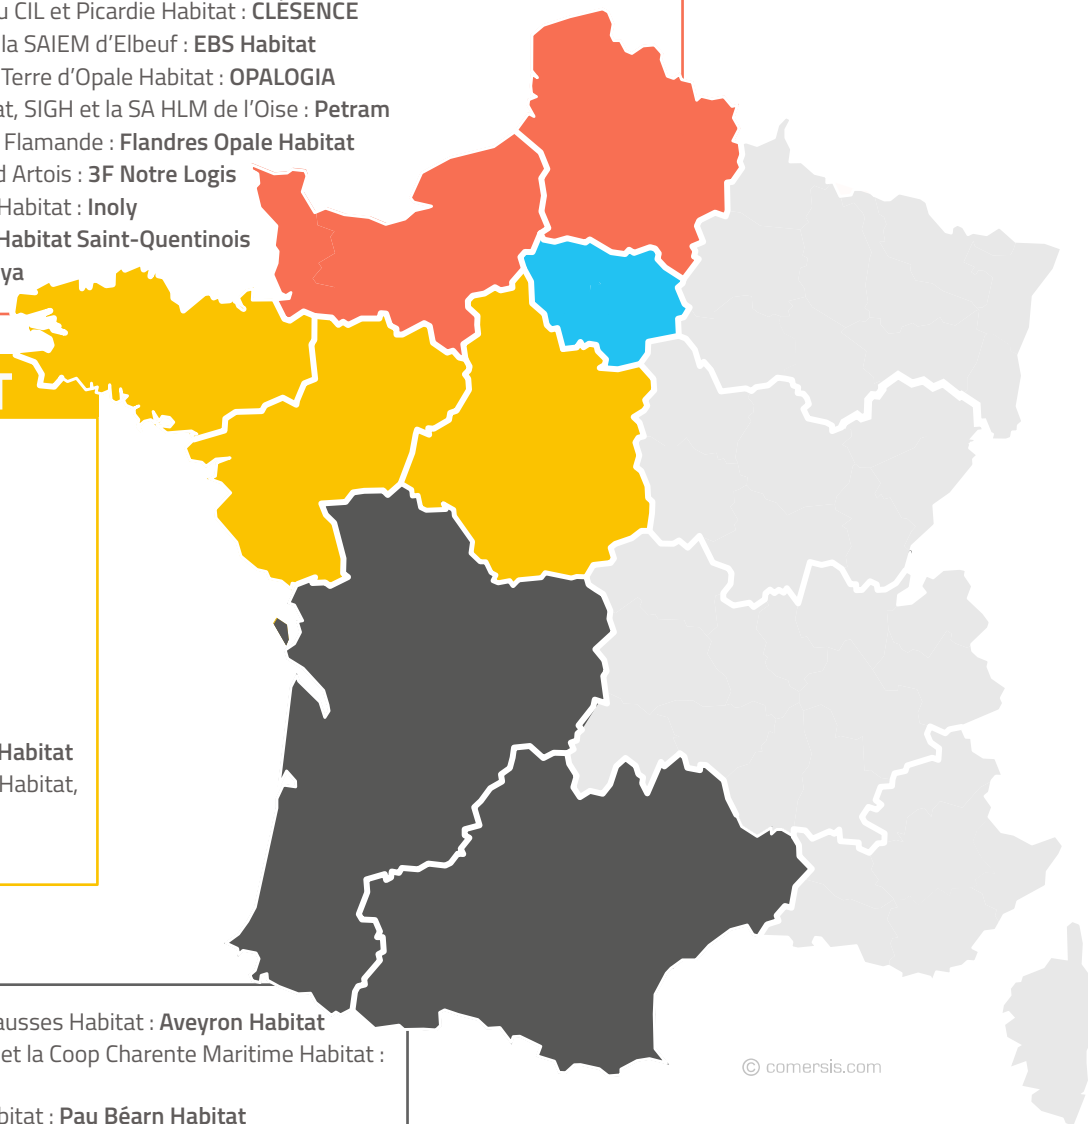 u CIL et Picardie Habitat : CLÉSENCE
la SAIEM d’Elbeuf : EBS Habitat
Terre d’Opale Habitat : OPALOGIA
at, SIGH et la SA HLM de l’Oise : Petram
Flamande : Flandres Opale Habitat
d Artois : 3F Notre Logis
Habitat : Inoly
Habitat Saint-Quentinois
ya
T
Habitat
Habitat,
ausses Habitat : Aveyron Habitat
et la Coop Charente Maritime Habitat :
bitat : Pau Béarn Habitat
© comersis.com